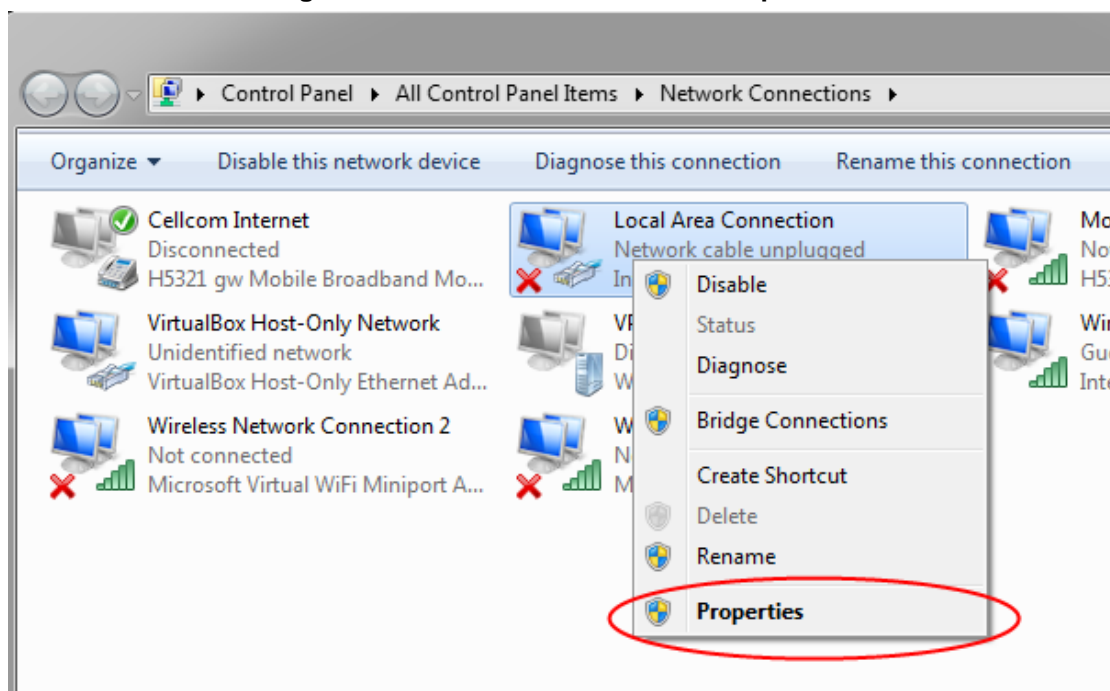 Control Panel ▸ All Control Panel Items ▸ Network Connections ▸
Organize ▾ Disable this network device Diagnose this connection Rename this connection
Cellcom Internet
Disconnected
H5321 gw Mobile Broadband Mo...
Local Area Connection
Network cable unplugged
VirtualBox Host-Only Network
Unidentified network
VirtualBox Host-Only Ethernet Ad...
Wireless Network Connection 2
Not connected
Microsoft Virtual WiFi Miniport A...
Disable
Status
Diagnose
Bridge Connections
Create Shortcut
Delete
Rename
Properties